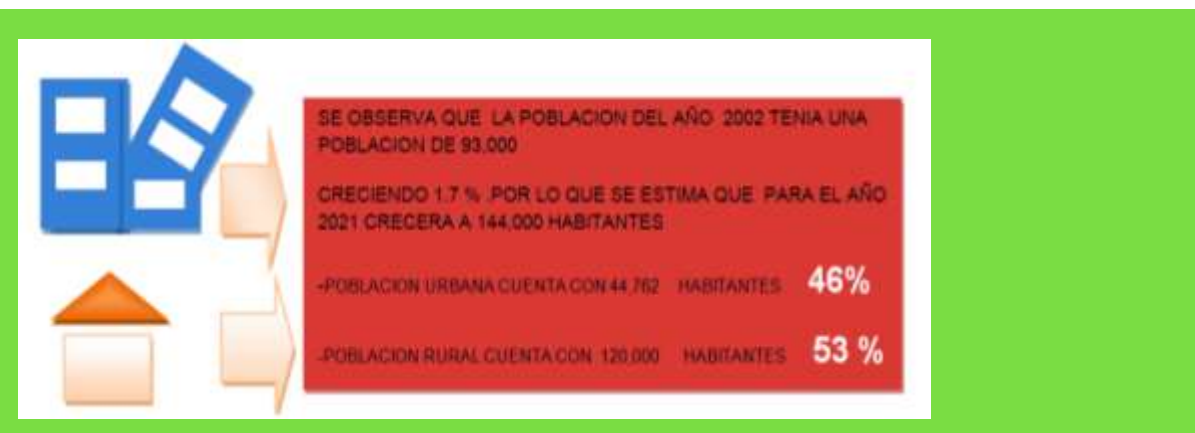 SE OBSERVA QUE LA POBLACION DEL AÑO 2002 TENIA UNA
POBLACION DE 93.000
CRECIENDO 1.7 % .POR LO QUE SE ESTIMA QUE PARA EL AÑO
2021 CRECERA A 144.000 HABITANTES
-POBLACION URBANA CUENTA CON 44.762 HABITANTES 46%
-POBLACION RURAL CUENTA CON 120,000 HABITANTES 53 %